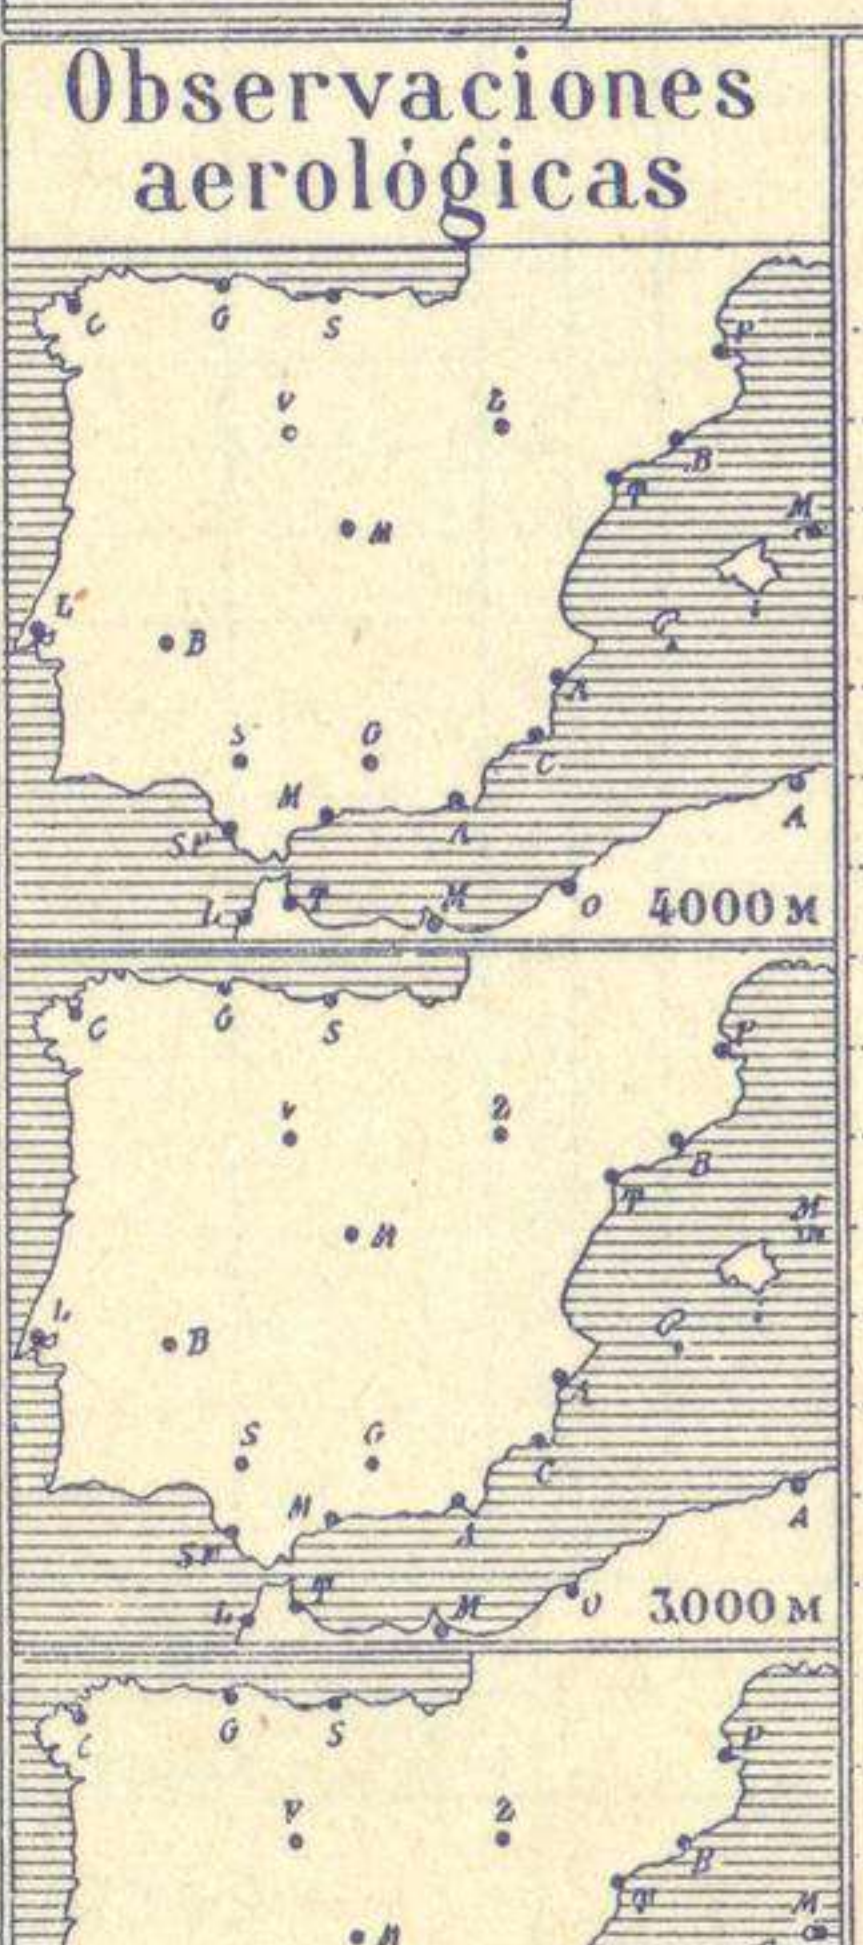 Observaciones
aerológicas
C G S P
V Z
B
T
M M
L
B
A
S G C
M
S.F. A A
L T M O 4000 M
C G S P
V Z
B
T
M M
L
B
A
S G
C
M
S.F. A A
L T M O 3000 M
C G S P
V Z
B
T
M
M